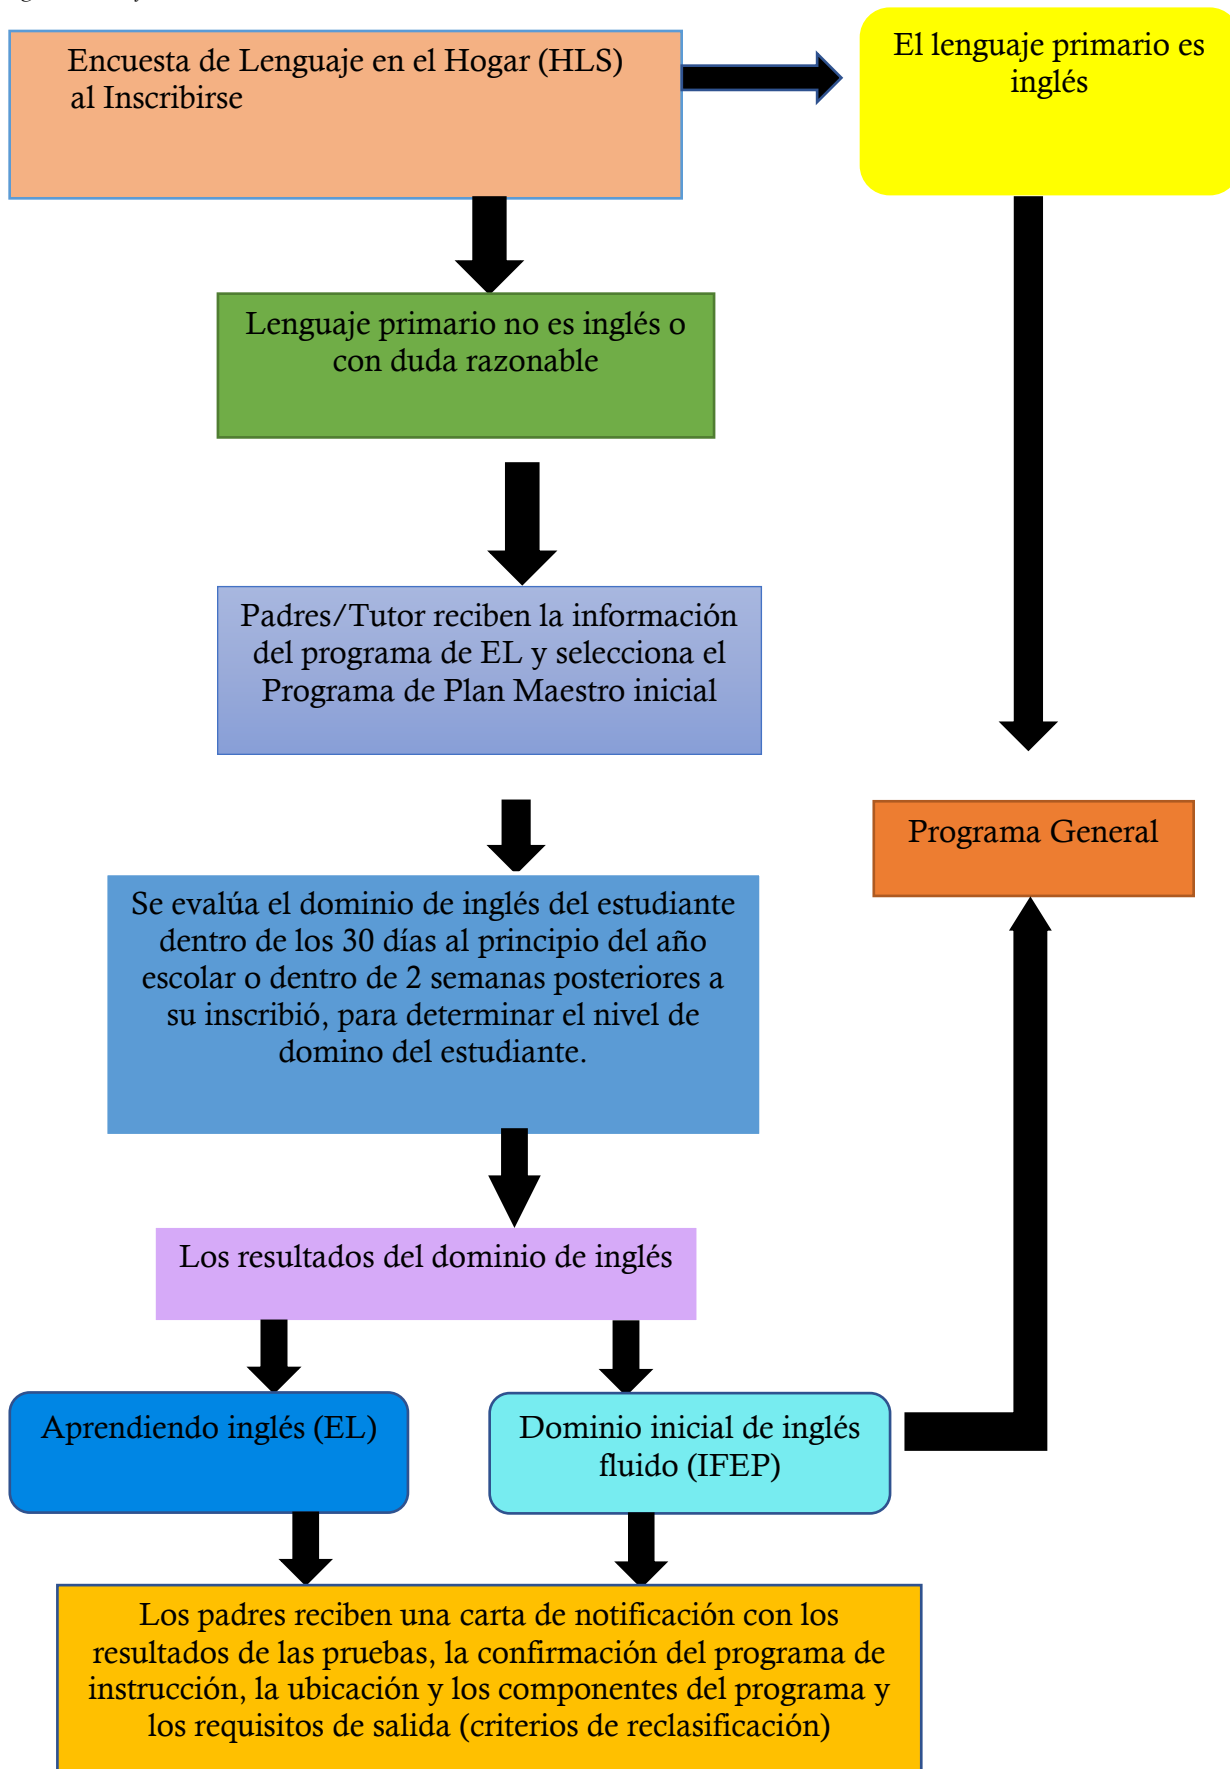 Encuesta de Lenguaje en el Hogar (HLS)
al Inscribirse
El lenguaje primario es
inglés
Lenguaje primario no es inglés o
con duda razonable
Padres/Tutor reciben la información
del programa de EL y selecciona el
Programa de Plan Maestro inicial
Programa General
Se evalúa el dominio de inglés del estudiante
dentro de los 30 días al principio del año
escolar o dentro de 2 semanas posteriores a
su inscribió, para determinar el nivel de
domino del estudiante.
Los resultados del dominio de inglés
Aprendiendo inglés (EL)
Dominio inicial de inglés
fluido (IFEP)
Los padres reciben una carta de notificación con los
resultados de las pruebas, la confirmación del programa de
instrucción, la ubicación y los componentes del programa y
los requisitos de salida (criterios de reclasificación)